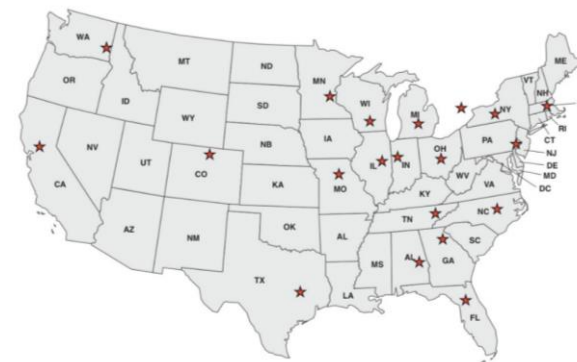 WA
MT
ND
MN
ME
VT
NH
OR
ID
SD
WI
MI
NY
WY
RI
CT
IA
PA
NJ
NV
NB
DE
UT
IL
IN
OH
MD
CO
WV
DC
CA
KA
MO
KY
VA
TN
NC
AZ
NM
OK
AL
SC
MS
AL
GA
TX
LA
FL